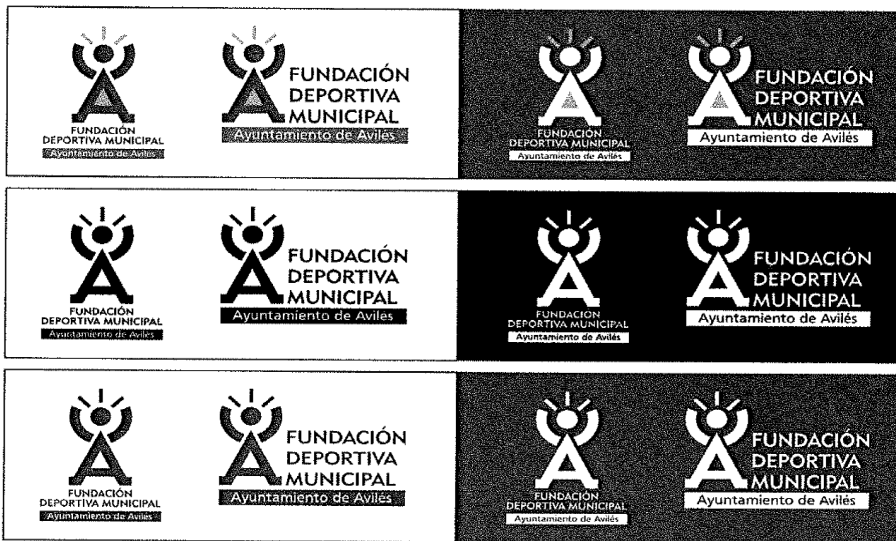 FUNDACIÓN
DEPORTIVA MUNICIPAL
Ayuntamiento de Avilés
FUNDACIÓN
DEPORTIVA
MUNICIPAL
Ayuntamiento de Avilés
FUNDACIÓN
DEPORTIVA MUNICIPAL
Ayuntamiento de Avilés
FUNDACIÓN
DEPORTIVA
MUNICIPAL
Ayuntamiento de Avilés
FUNDACIÓN
DEPORTIVA MUNICIPAL
Ayuntamiento de Avilés
FUNDACIÓN
DEPORTIVA
MUNICIPAL
Ayuntamiento de Avilés
FUNDACIÓN
DEPORTIVA MUNICIPAL
Ayuntamiento de Avilés
FUNDACIÓN
DEPORTIVA
MUNICIPAL
Ayuntamiento de Avilés
FUNDACIÓN
DEPORTIVA MUNICIPAL
Ayuntamiento de Avilés
FUNDACIÓN
DEPORTIVA
MUNICIPAL
Ayuntamiento de Avilés
FUNDACIÓN
DEPORTIVA MUNICIPAL
Ayuntamiento de Avilés
FUNDACIÓN
DEPORTIVA
MUNICIPAL
Ayuntamiento de Avilés